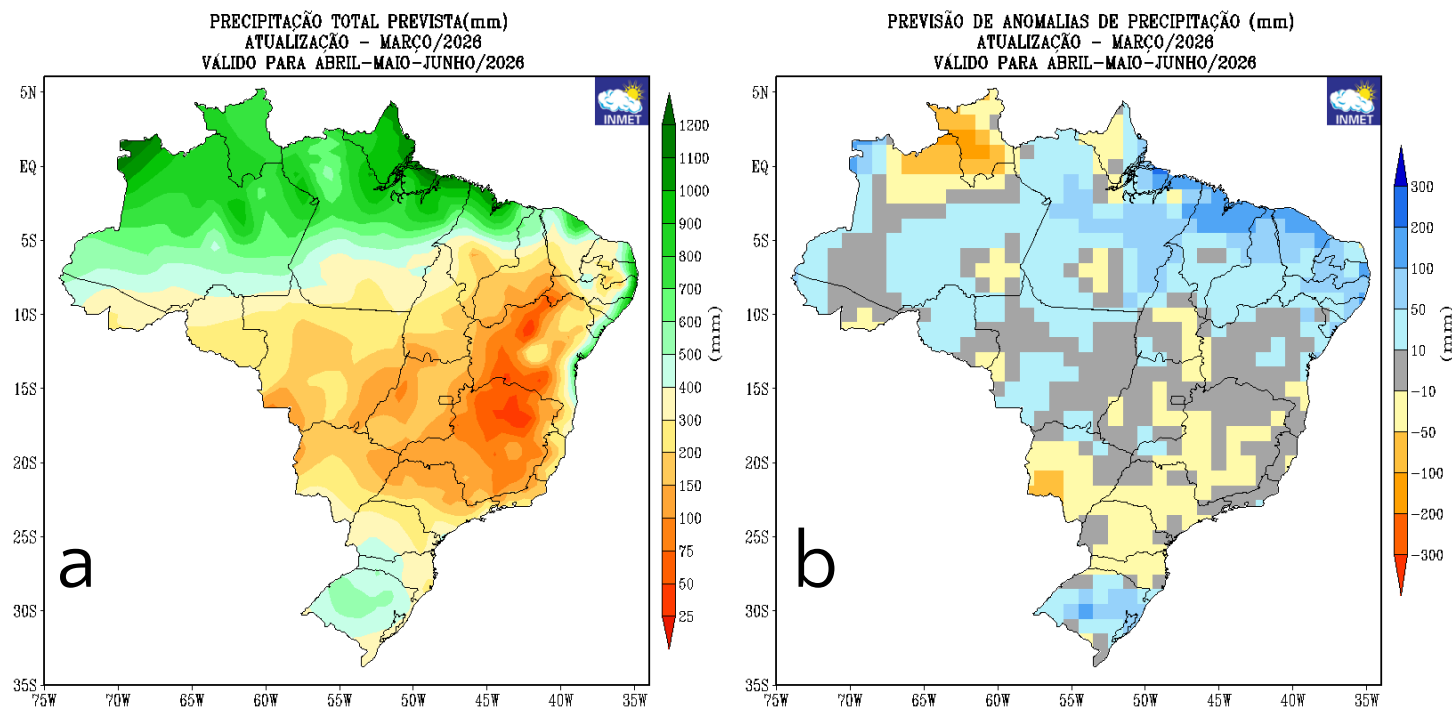 PRECIPITAÇÃO TOTAL PREVISTA(mm)
ATUALIZAÇÃO - MARÇO/2026
VÁLIDO PARA ABRIL-MAIO-JUNHO/2026
INMET
5N
EQ
5S
10S
15S
20S
25S
30S
35S
75W 70W 65W 60W 55W 50W 45W 40W 35W
1200
1100
1000
900
800
700
600
500
400
300
200
150
100
75
50
25
(mm)
a
PREVISÃO DE ANOMALIAS DE PRECIPITAÇÃO (mm)
ATUALIZAÇÃO - MARÇO/2026
VÁLIDO PARA ABRIL-MAIO-JUNHO/2026
INMET
5N
EQ
5S
10S
15S
20S
25S
30S
35S
75W 70W 65W 60W 55W 50W 45W 40W 35W
300
200
100
50
10
-10
-50
-100
-200
-300
(mm)
b